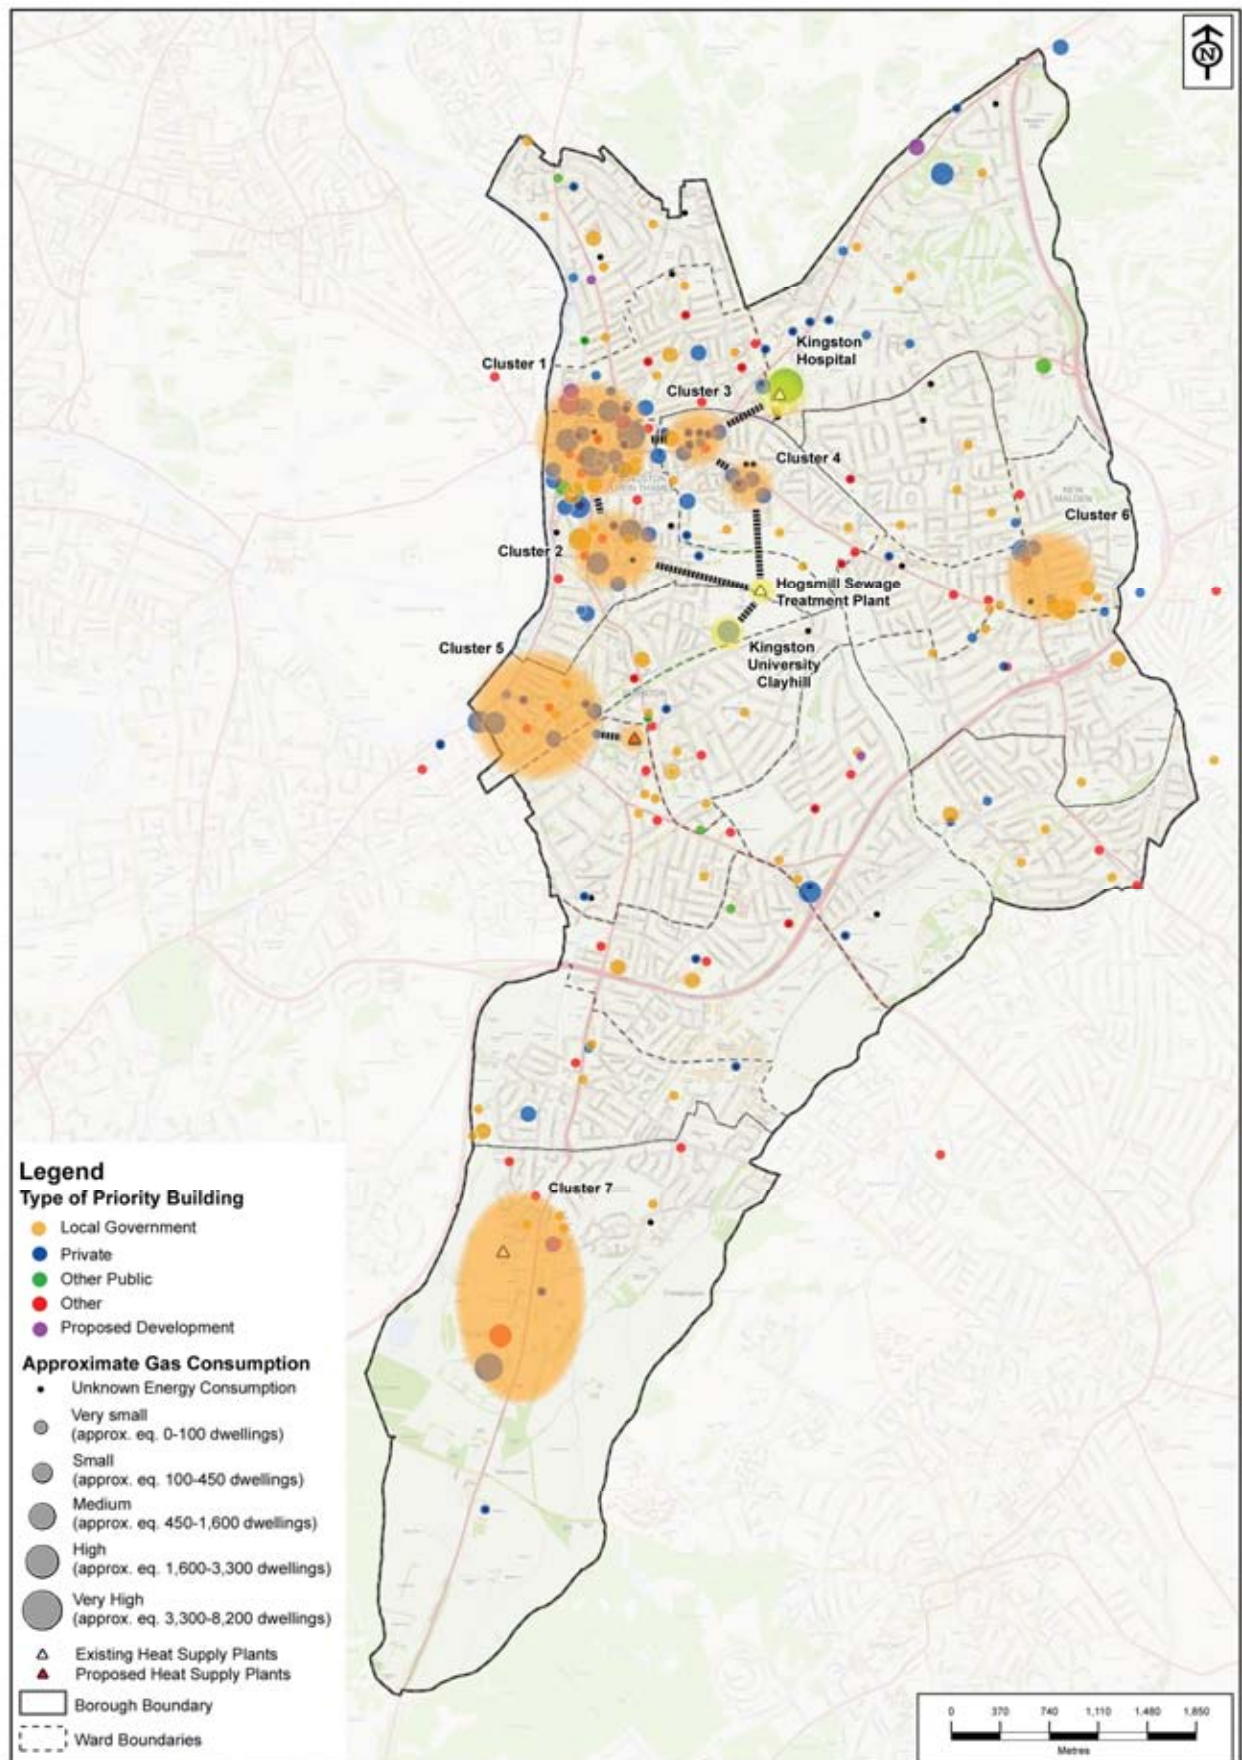 N
Kingston
Hospital
Cluster 1
Cluster 3
Cluster 4
NEW
MALDEN
Cluster 6
Cluster 2
Hogsmill Sewage
Treatment Plant
Cluster 5
Kingston
University
Clayhill
Cluster 7
Legend
Type of Priority Building
Local Government
Private
Other Public
Other
Proposed Development
Approximate Gas Consumption
Unknown Energy Consumption
Very small
(approx. eq. 0-100 dwellings)
Small
(approx. eq. 100-450 dwellings)
Medium
(approx. eq. 450-1,600 dwellings)
High
(approx. eq. 1,600-3,300 dwellings)
Very High
(approx. eq. 3,300-8,200 dwellings)
Existing Heat Supply Plants
Proposed Heat Supply Plants
Borough Boundary
Ward Boundaries
0 370 740 1,110 1,480 1,850
Metres